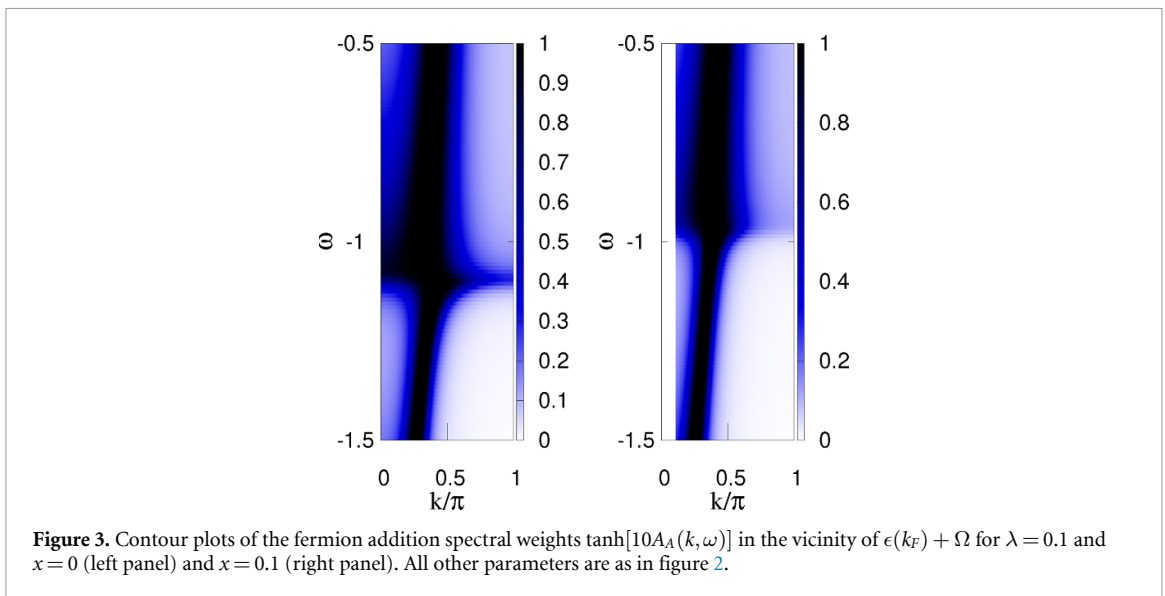 -0.5
-1
-1.5
ω
0 0.5 1
k/π
1
0.9
0.8
0.7
0.6
0.5
0.4
0.3
0.2
0.1
0
-0.5
-1
-1.5
ω
0 0.5 1
k/π
1
0.8
0.6
0.4
0.2
0
Figure 3. Contour plots of the fermion addition spectral weights tanh[10A_A(k,ω)] in the vicinity of ϵ(k_F) + Ω for λ = 0.1 and
x = 0 (left panel) and x = 0.1 (right panel). All other parameters are as in figure 2.